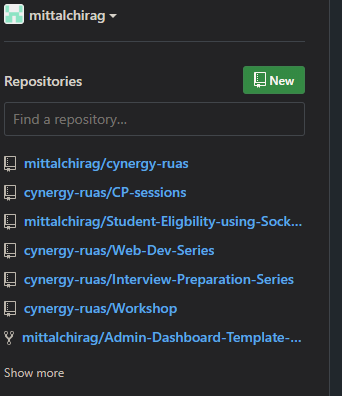 mittalchirag
Repositories
New
Find a repository...
mittalchirag/cynergy-ruas
cynergy-ruas/CP-sessions
mittalchirag/Student-Eligbility-using-Sock...
cynergy-ruas/Web-Dev-Series
cynergy-ruas/Interview-Preparation-Series
cynergy-ruas/Workshop
mittalchirag/Admin-Dashboard-Template-...
Show more